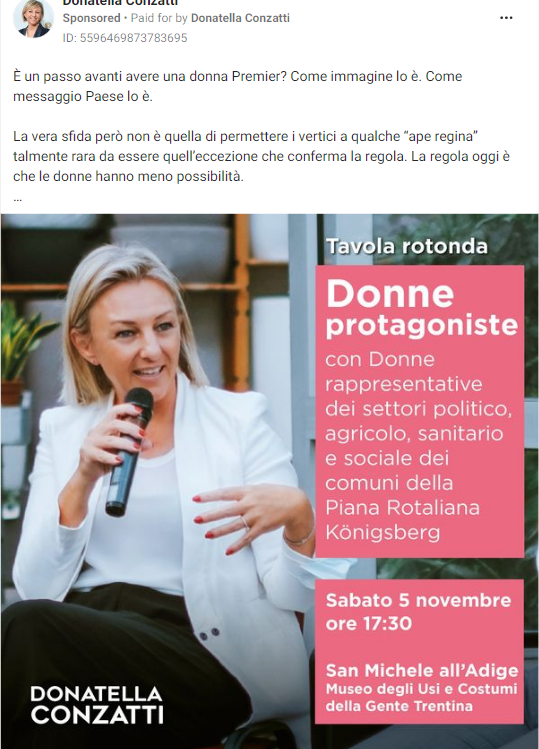 Donatella Conzatti
Sponsored • Paid for by Donatella Conzatti
ID: 5596469873783695
È un passo avanti avere una donna Premier? Come immagine lo è. Come
messaggio Paese lo è.
La vera sfida però non è quella di permettere i vertici a qualche “ape regina”
talmente rara da essere quell’eccezione che conferma la regola. La regola oggi è
che le donne hanno meno possibilità.
...
Tavola rotonda
Donne
protagoniste
con Donne
rappresentative
dei settori politico,
agricolo, sanitario
e sociale dei
comuni della
Piana Rotaliana
Königsberg
Sabato 5 novembre
ore 17:30
San Michele all’Adige
Museo degli Usi e Costumi
della Gente Trentina
DONATELLA
CONZATTI